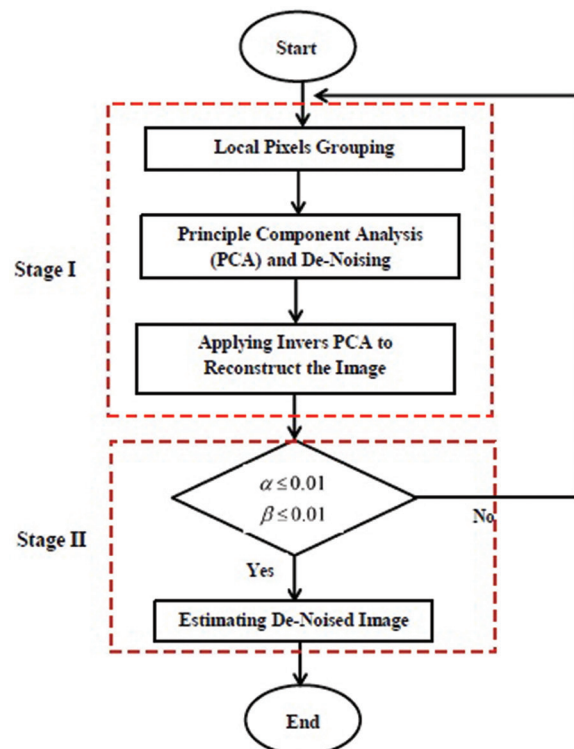 Start
Local Pixels Grouping
Principle Component Analysis
(PCA) and De-Noising
Stage I
Applying Invers PCA to
Reconstruct the Image
α ≤ 0.01
β ≤ 0.01
No
Stage II
Yes
Estimating De-Noised Image
End